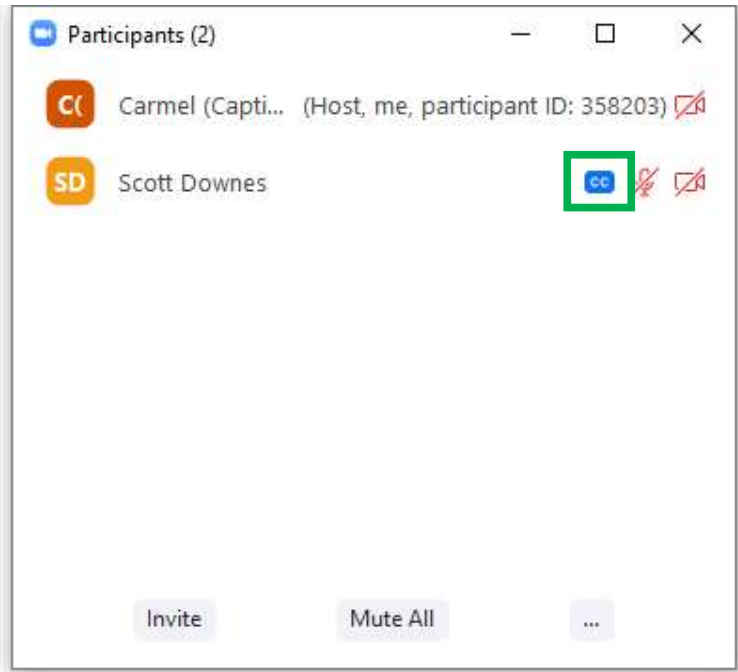 Participants (2)
C( Carmel (Capti... (Host, me, participant ID: 358203)
SD Scott Downes CC
Invite Mute All ...